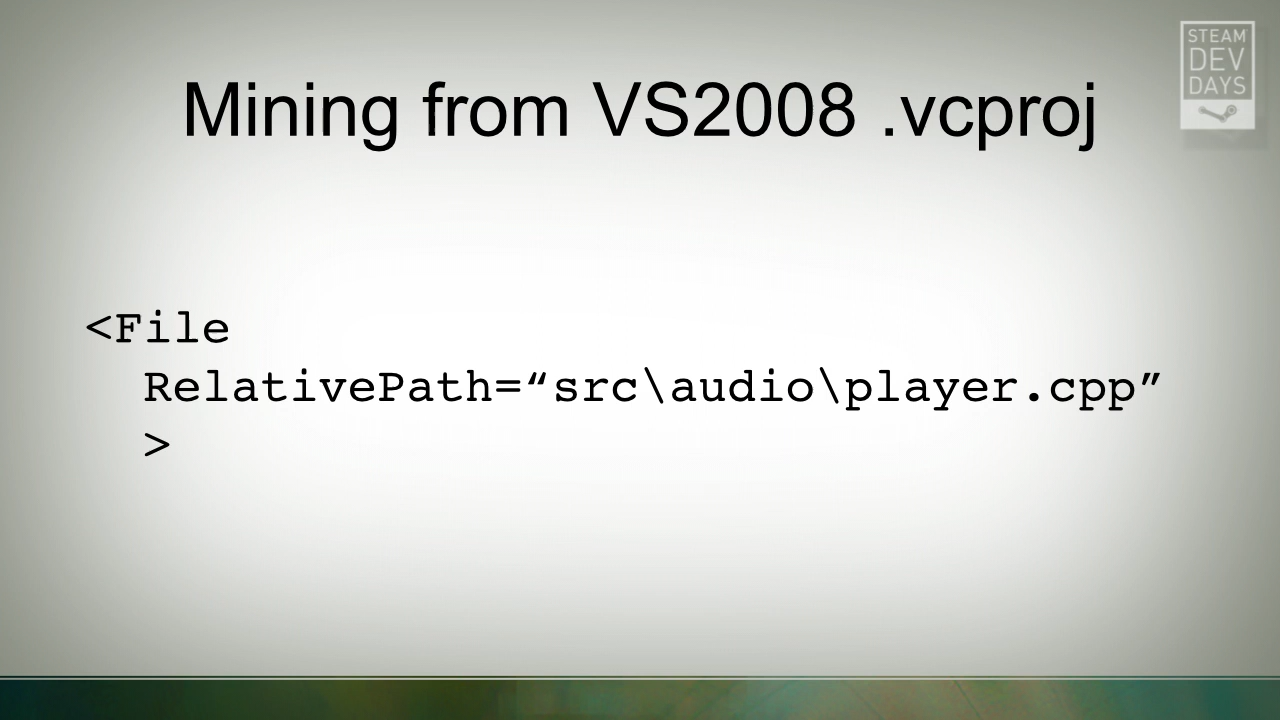 STEAM
DEV
DAYS
Mining from VS2008 .vcproj
<File
RelativePath=“src\audio\player.cpp”
>